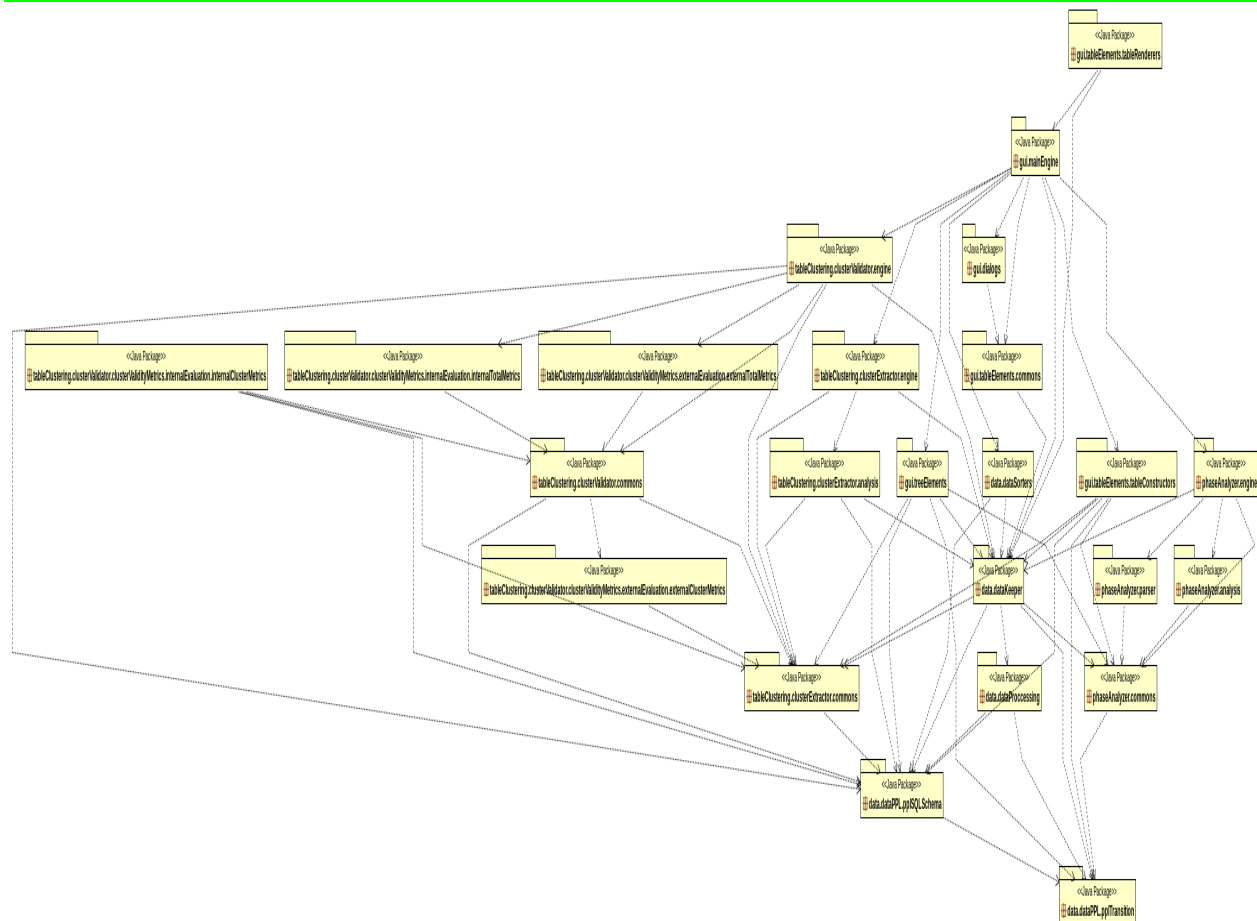 <<Java Package>>
gui.tableElements.tableRenderers
<<Java Package>>
gui.mainEngine
<<Java Package>>
tableClustering.clusterValidator.engine
<<Java Package>>
gui.dialogs
<<Java Package>>
tableClustering.clusterValidator.clusterValidityMetrics.internalEvaluation.internalClusterMetrics
<<Java Package>>
tableClustering.clusterValidator.clusterValidityMetrics.internalEvaluation.internalTotalMetrics
<<Java Package>>
tableClustering.clusterValidator.clusterValidityMetrics.externalEvaluation.externalTotalMetrics
<<Java Package>>
tableClustering.clusterExtractor.engine
<<Java Package>>
gui.tableElements.commons
<<Java Package>>
tableClustering.clusterValidator.commons
<<Java Package>>
tableClustering.clusterExtractor.analysis
<<Java Package>>
gui.treeElements
<<Java Package>>
data.dataSorters
<<Java Package>>
gui.tableElements.tableConstructors
<<Java Package>>
phaseAnalyzer.engine
<<Java Package>>
tableClustering.clusterValidator.clusterValidityMetrics.externalEvaluation.externalClusterMetrics
<<Java Package>>
data.dataKeeper
<<Java Package>>
phaseAnalyzer.parser
<<Java Package>>
phaseAnalyzer.analysis
<<Java Package>>
tableClustering.clusterExtractor.commons
<<Java Package>>
data.dataProccessing
<<Java Package>>
phaseAnalyzer.commons
<<Java Package>>
data.dataPPL.pplSQLSchema
<<Java Package>>
data.dataPPL.pplTransition